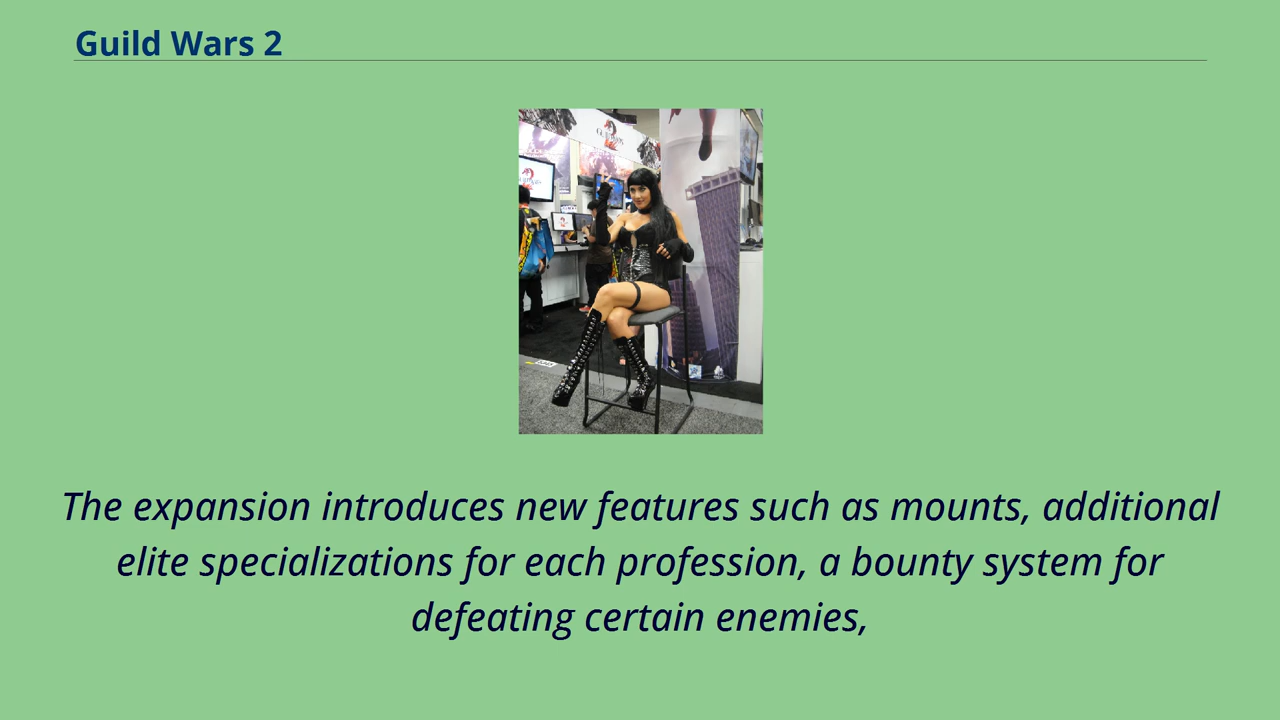 Guild Wars 2
The expansion introduces new features such as mounts, additional
elite specializations for each profession, a bounty system for
defeating certain enemies,